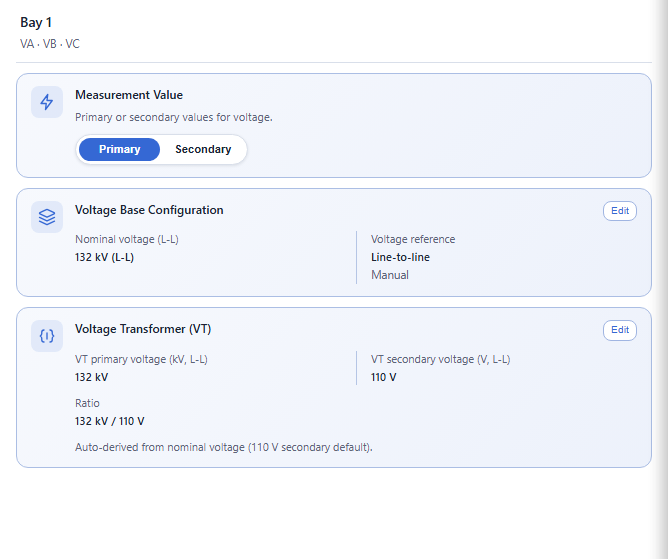 Bay 1
VA · VB · VC
Measurement Value
Primary or secondary values for voltage.
Primary
Secondary
Voltage Base Configuration
Edit
Nominal voltage (L-L)
132 kV (L-L)
Voltage reference
Line-to-line
Manual
Voltage Transformer (VT)
Edit
VT primary voltage (kV, L-L)
132 kV
VT secondary voltage (V, L-L)
110 V
Ratio
132 kV / 110 V
Auto-derived from nominal voltage (110 V secondary default).